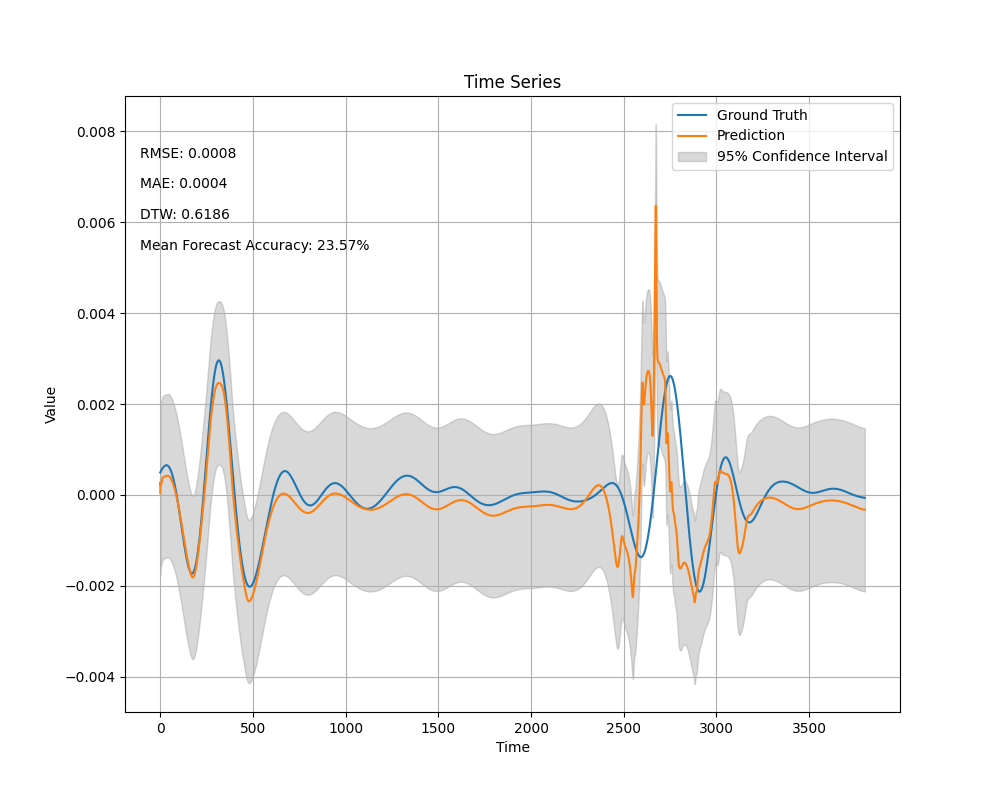 Time Series
Ground Truth
Prediction
95% Confidence Interval
RMSE: 0.0008
MAE: 0.0004
DTW: 0.6186
Mean Forecast Accuracy: 23.57%
Value
0.008
0.006
0.004
0.002
0.000
−0.002
−0.004
0 500 1000 1500 2000 2500 3000 3500
Time